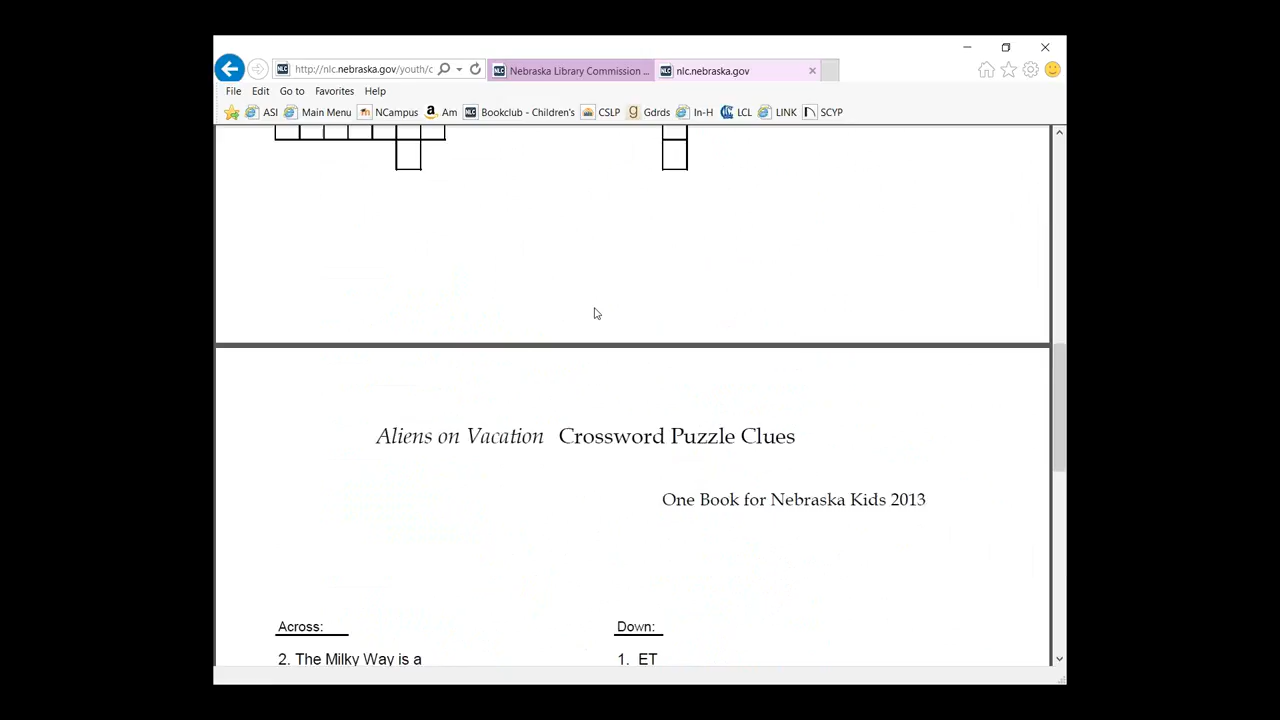 http://nlc.nebraska.gov/youth/c
NLC Nebraska Library Commission ...
NLC nlc.nebraska.gov
File Edit Go to Favorites Help
ASI Main Menu NCampus Am Bookclub - Children's CSLP Gdrds In-H LCL LINK SCYP
Aliens on Vacation Crossword Puzzle Clues
One Book for Nebraska Kids 2013
Across: Down:
2. The Milky Way is a 1. ET